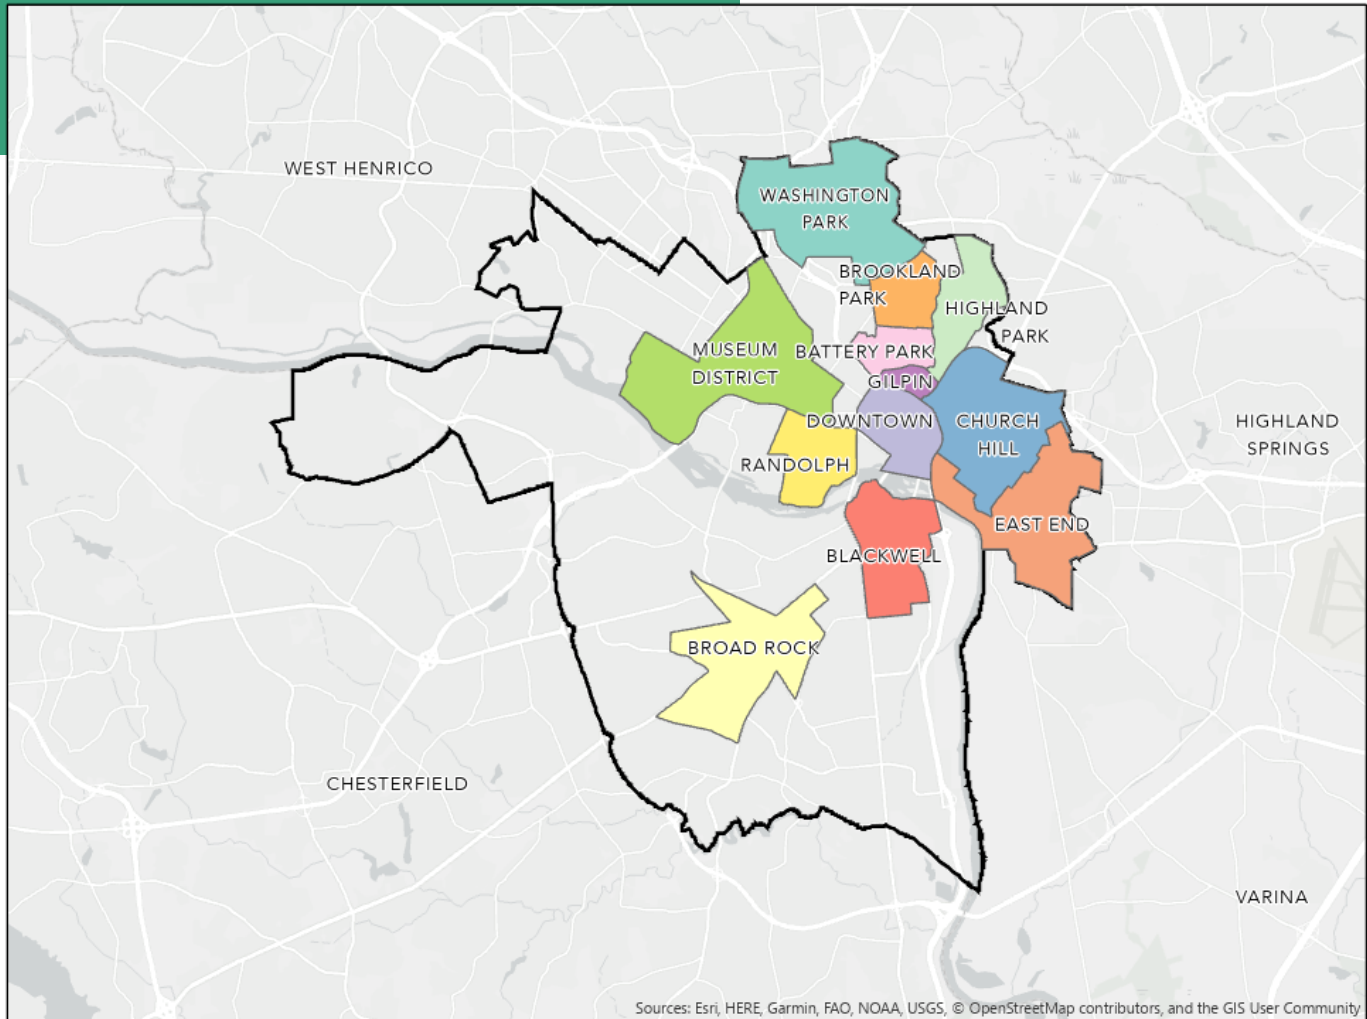 WEST HENRICO
WASHINGTON
PARK
BROOKLAND
PARK
HIGHLAND
PARK
MUSEUM
DISTRICT
BATTERY PARK
GILPIN
DOWNTOWN
CHURCH
HILL
HIGHLAND
SPRINGS
RANDOLPH
EAST END
BLACKWELL
BROAD ROCK
CHESTERFIELD
VARINA
Sources: Esri, HERE, Garmin, FAO, NOAA, USGS, © OpenStreetMap contributors, and the GIS User Community